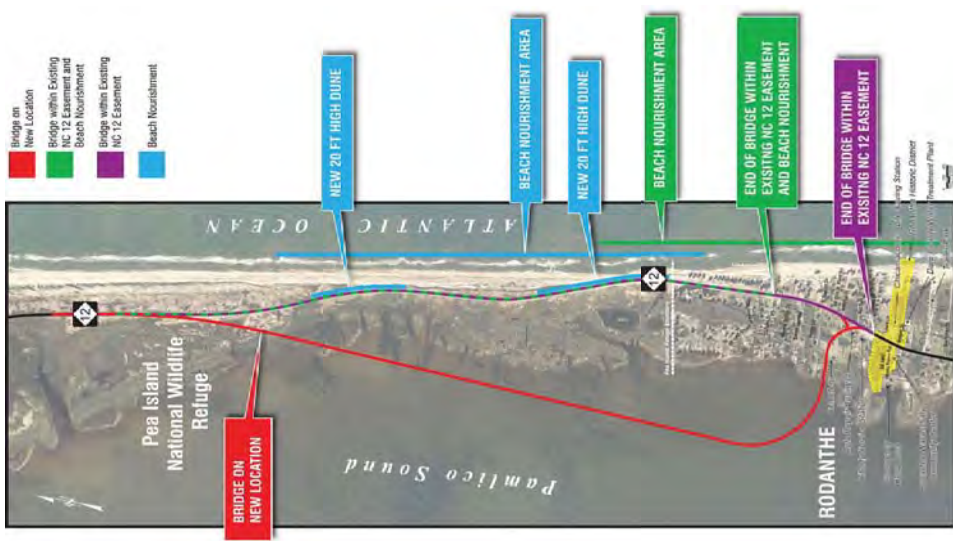 Bridge on
New Location
Bridge within Existing
NC 12 Easement and
Beach Nourishment
Bridge within Existing
NC 12 Easement
Beach Nourishment
NEW 20 FT HIGH DUNE
BEACH NOURISHMENT AREA
NEW 20 FT HIGH DUNE
BEACH NOURISHMENT AREA
END OF BRIDGE WITHIN
EXISTING NC 12 EASEMENT
AND BEACH NOURISHMENT
END OF BRIDGE WITHIN
EXISITNG NC 12 EASEMENT
ATLANTIC OCEAN
12
12
Pea Island
National Wildlife
Refuge
BRIDGE ON
NEW LOCATION
Pamlico Sound
RODANTHE
Station
Historic District
Treatment Plant